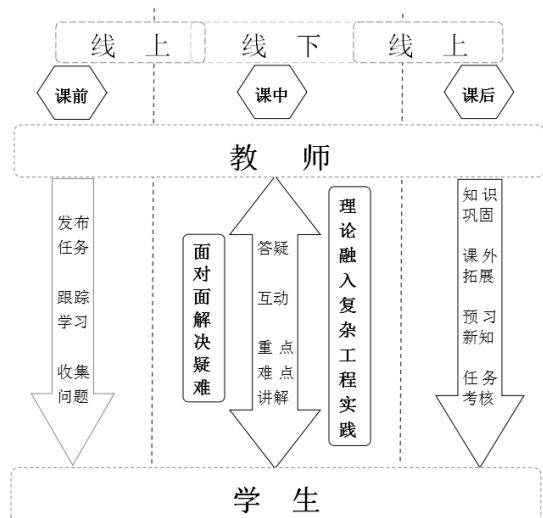 线 上
线 下
线 上
课前
课中
课后
教 师
发布
任务
跟踪
学习
收集
问题
面对面解决疑难
答疑
互动
重 点
难 点
讲解
理论融入复杂工程实践
知 识
巩固
课 外
拓展
预 习
新知
任 务
考核
学 生